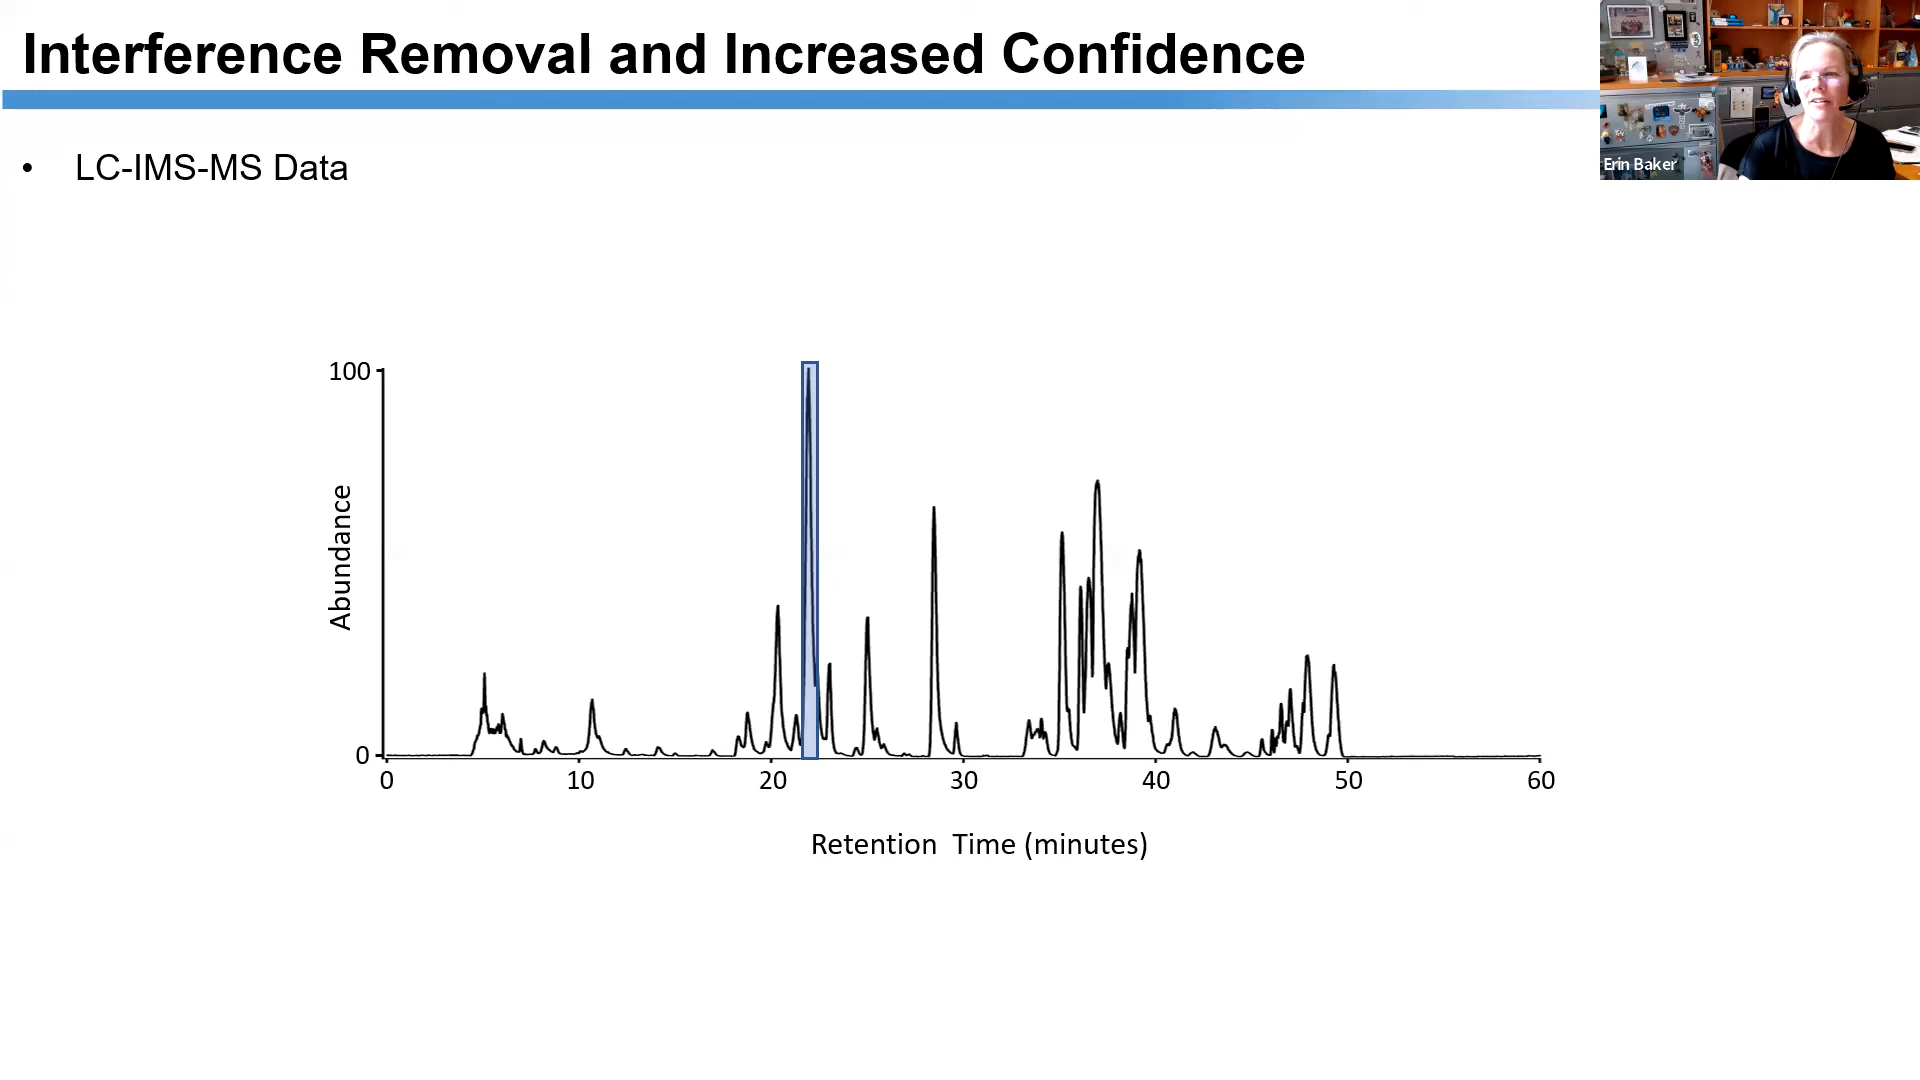 Interference Removal and Increased Confidence
Erin Baker
• LC-IMS-MS Data
100
Abundance
0
0 10 20 30 40 50 60
Retention Time (minutes)